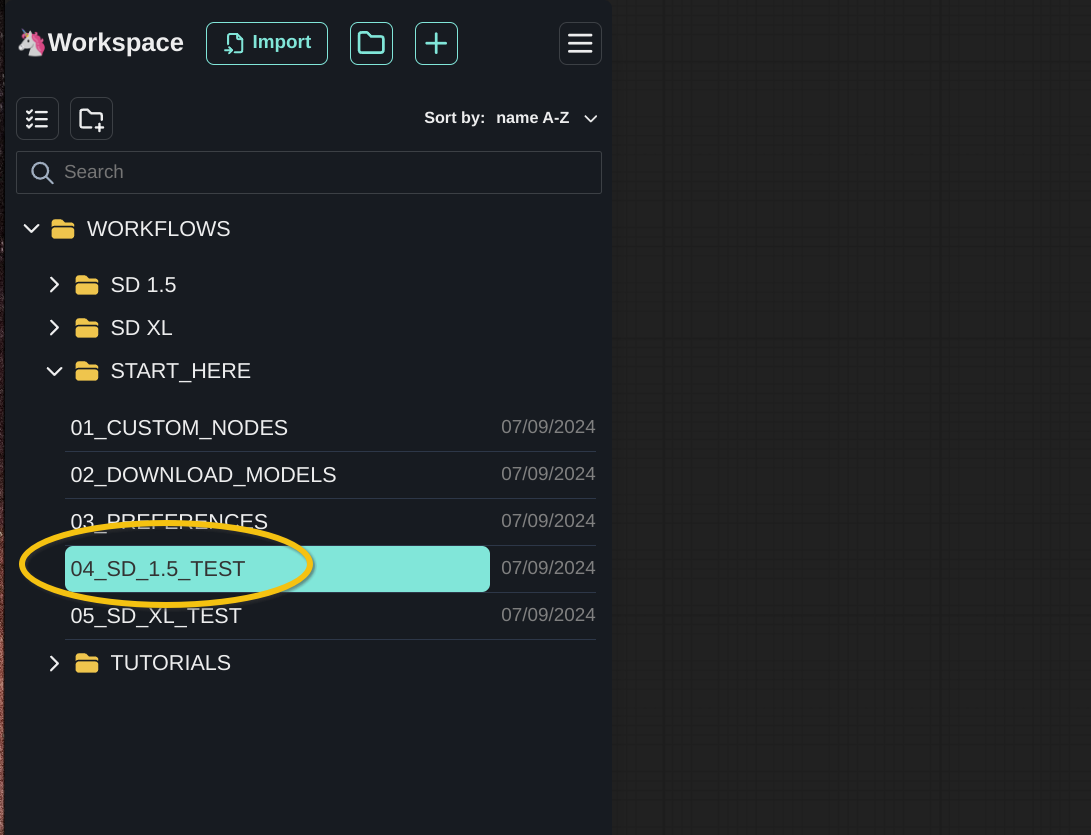 Workspace Import
Sort by: name A-Z
Search
WORKFLOWS
SD 1.5
SD XL
START_HERE
01_CUSTOM_NODES 07/09/2024
02_DOWNLOAD_MODELS 07/09/2024
03_PREFERENCES 07/09/2024
04_SD_1.5_TEST 07/09/2024
05_SD_XL_TEST 07/09/2024
TUTORIALS